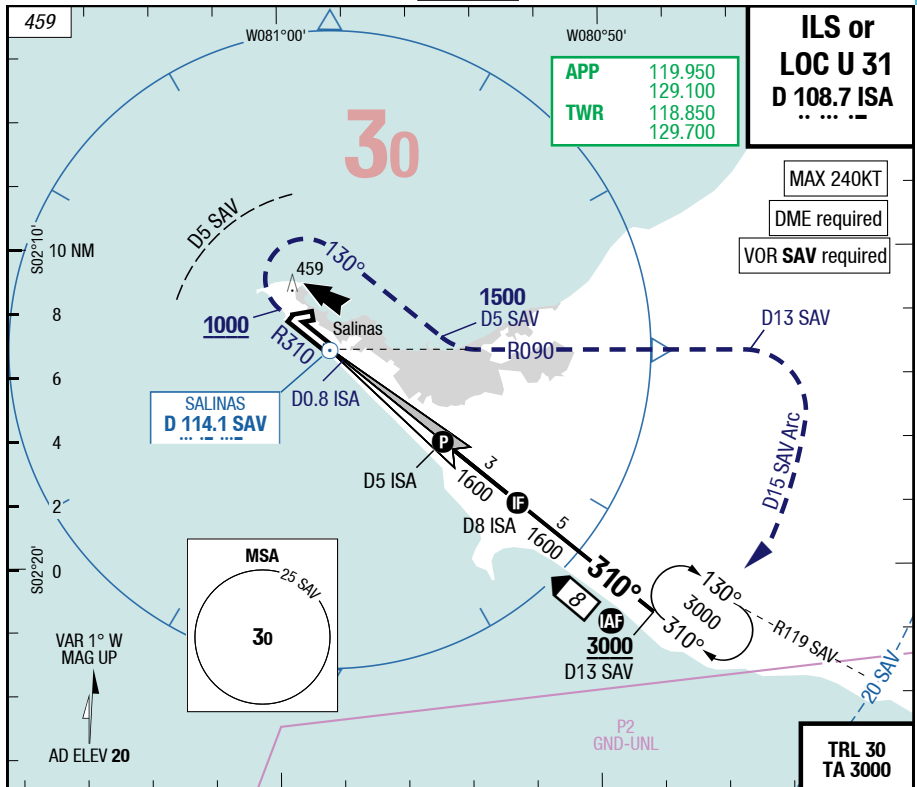 459
W081°00'
W080°50'
ILS or
LOC U 31
D 108.7 ISA
APP 119.950
129.100
TWR 118.850
129.700
30
MAX 240KT
DME required
VOR SAV required
D5 SAV
S02°10'
10 NM
8
6
4
2
0
S02°20'
130°
459
1000
Salinas
1500
D5 SAV
R090
D13 SAV
R310
D0.8 ISA
SALINAS
D 114.1 SAV
P
D5 ISA
3
1600
IF
D8 ISA
5
1600
D15 SAV Arc
310°
8
IAF
3000
D13 SAV
130°
3000
310°
R119 SAV
20 SAV
MSA
25 SAV
30
VAR 1° W
MAG UP
AD ELEV 20
P2
GND-UNL
TRL 30
TA 3000